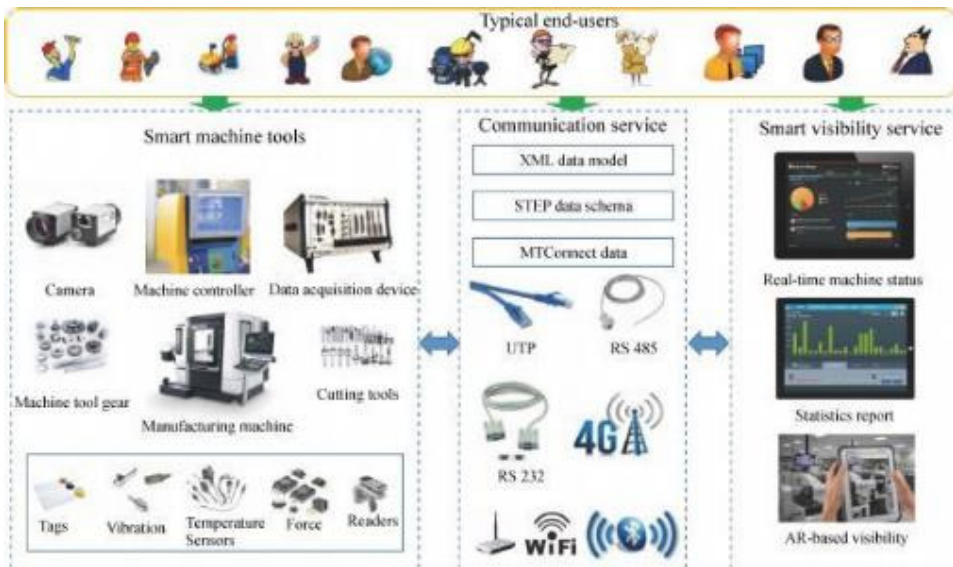 Typical end-users
Smart machine tools
Camera
Machine controller
Data acquisition device
Machine tool gear
Manufacturing machine
Cutting tools
Tags
Vibration
Temperature
Sensors
Force
Readers
Communication service
XML data model
STEP data schema
MTConnect data
UTP
RS 485
RS 232
4G
WiFi
Smart visibility service
Real-time machine status
Statistics report
AR-based visibility